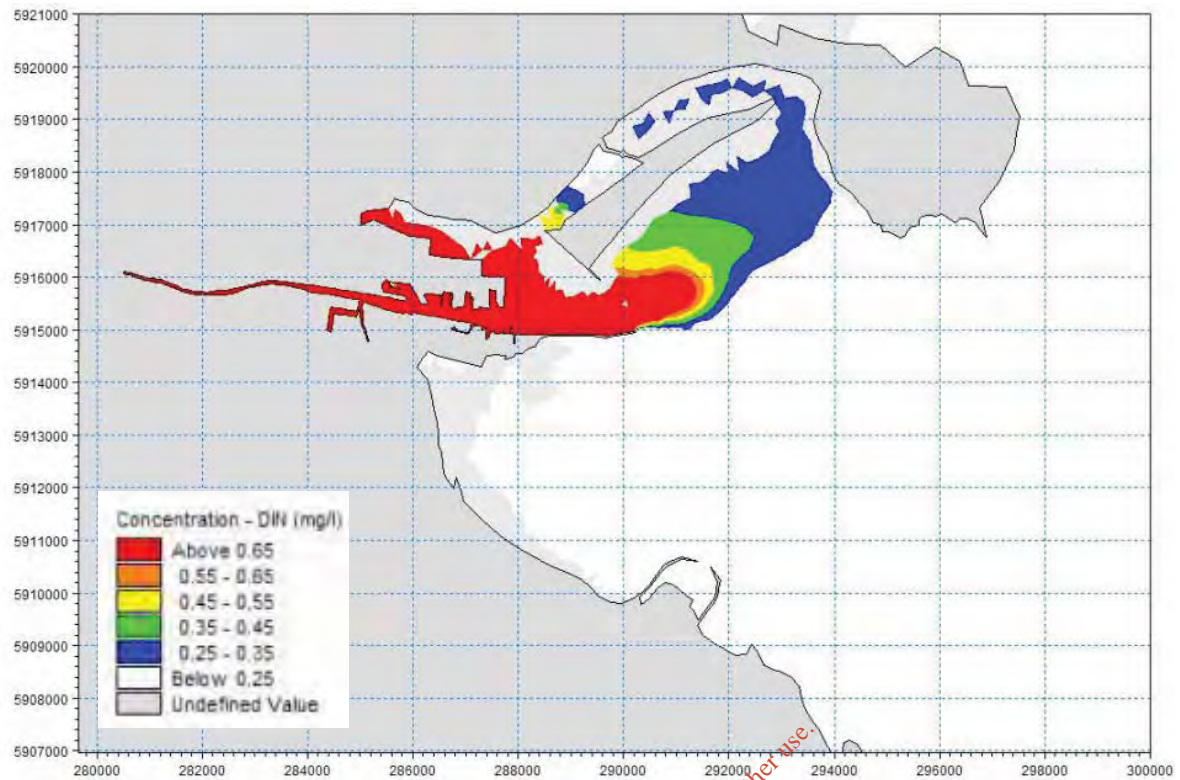 5921000
5920000
5919000
5918000
5917000
5916000
5915000
5914000
5913000
5912000
5911000
5910000
5909000
5908000
5907000
Concentration - DIN (mg/l)
Above 0.65
0.55 - 0.65
0.45 - 0.55
0.35 - 0.45
0.25 - 0.35
Below 0.25
Undefined Value
her use.
280000 282000 284000 286000 288000 290000 292000 294000 296000 298000 300000